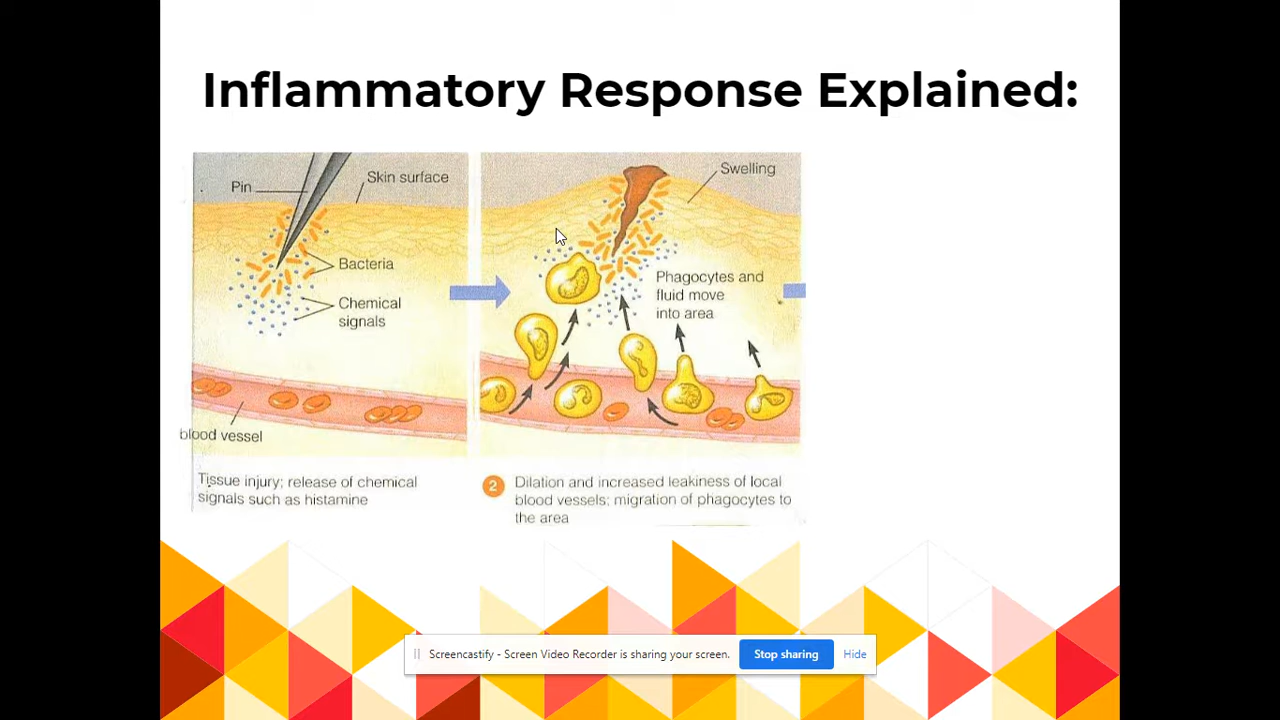 Inflammatory Response Explained:
Pin
Skin surface
Bacteria
Chemical
signals
blood vessel
Tissue injury; release of chemical
signals such as histamine
Swelling
Phagocytes and
fluid move
into area
2
Dilation and increased leakiness of local
blood vessels; migration of phagocytes to
the area
Screencastify - Screen Video Recorder is sharing your screen.
Stop sharing
Hide